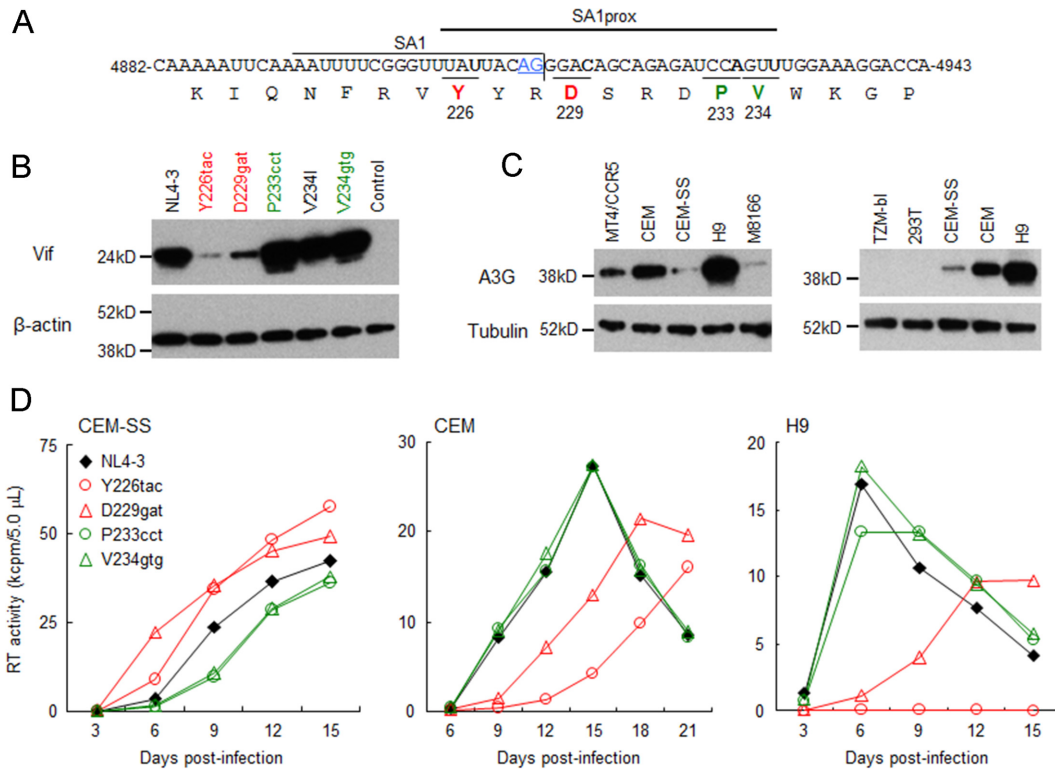 A
SA1prox
SA1
4882-CAAAAAUUCAAAAUUUUCGGGUUUAUUACAGGGACAGCAGAGAUCCAGUUUGGAAAGGACCA-4943
K I Q N F R V Y Y R D S R D P V W K G P
226 229 233 234
B
NL4-3 Y226tac D229gat P233cct V234I V234gtg Control
Vif 24kD
β-actin 52kD
38kD
C
MT4/CCR5 CEM CEM-SS H9 M8166
A3G 38kD
Tubulin 52kD
TZM-bl 293T CEM-SS CEM H9
38kD
52kD
D
CEM-SS
RT activity (kcpm/5.0 µL)
75
50
25
0
NL4-3
Y226tac
D229gat
P233cct
V234gtg
3 6 9 12 15
Days post-infection
CEM
30
20
10
0
6 9 12 15 18 21
Days post-infection
H9
20
15
10
5
0
3 6 9 12 15
Days post-infection